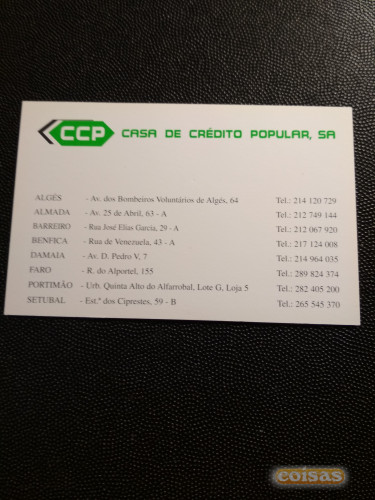 CCP CASA DE CRÉDITO POPULAR, SA
ALGÉS - Av. dos Bombeiros Voluntários de Algés, 64 Tel.: 214 120 729
ALMADA - Av. 25 de Abril, 63 - A Tel.: 212 749 144
BARREIRO - Rua José Elias Garcia, 29 - A Tel.: 212 067 920
BENFICA - Rua de Venezuela, 43 - A Tel.: 217 124 008
DAMAIA - Av. D. Pedro V, 7 Tel.: 214 964 035
FARO - R. do Alportel, 155 Tel.: 289 824 374
PORTIMÃO - Urb. Quinta Alto do Alfarrobal, Lote G, Loja 5 Tel.: 282 405 200
SETUBAL - Est.ª dos Ciprestes, 59 - B Tel.: 265 545 370
coisas